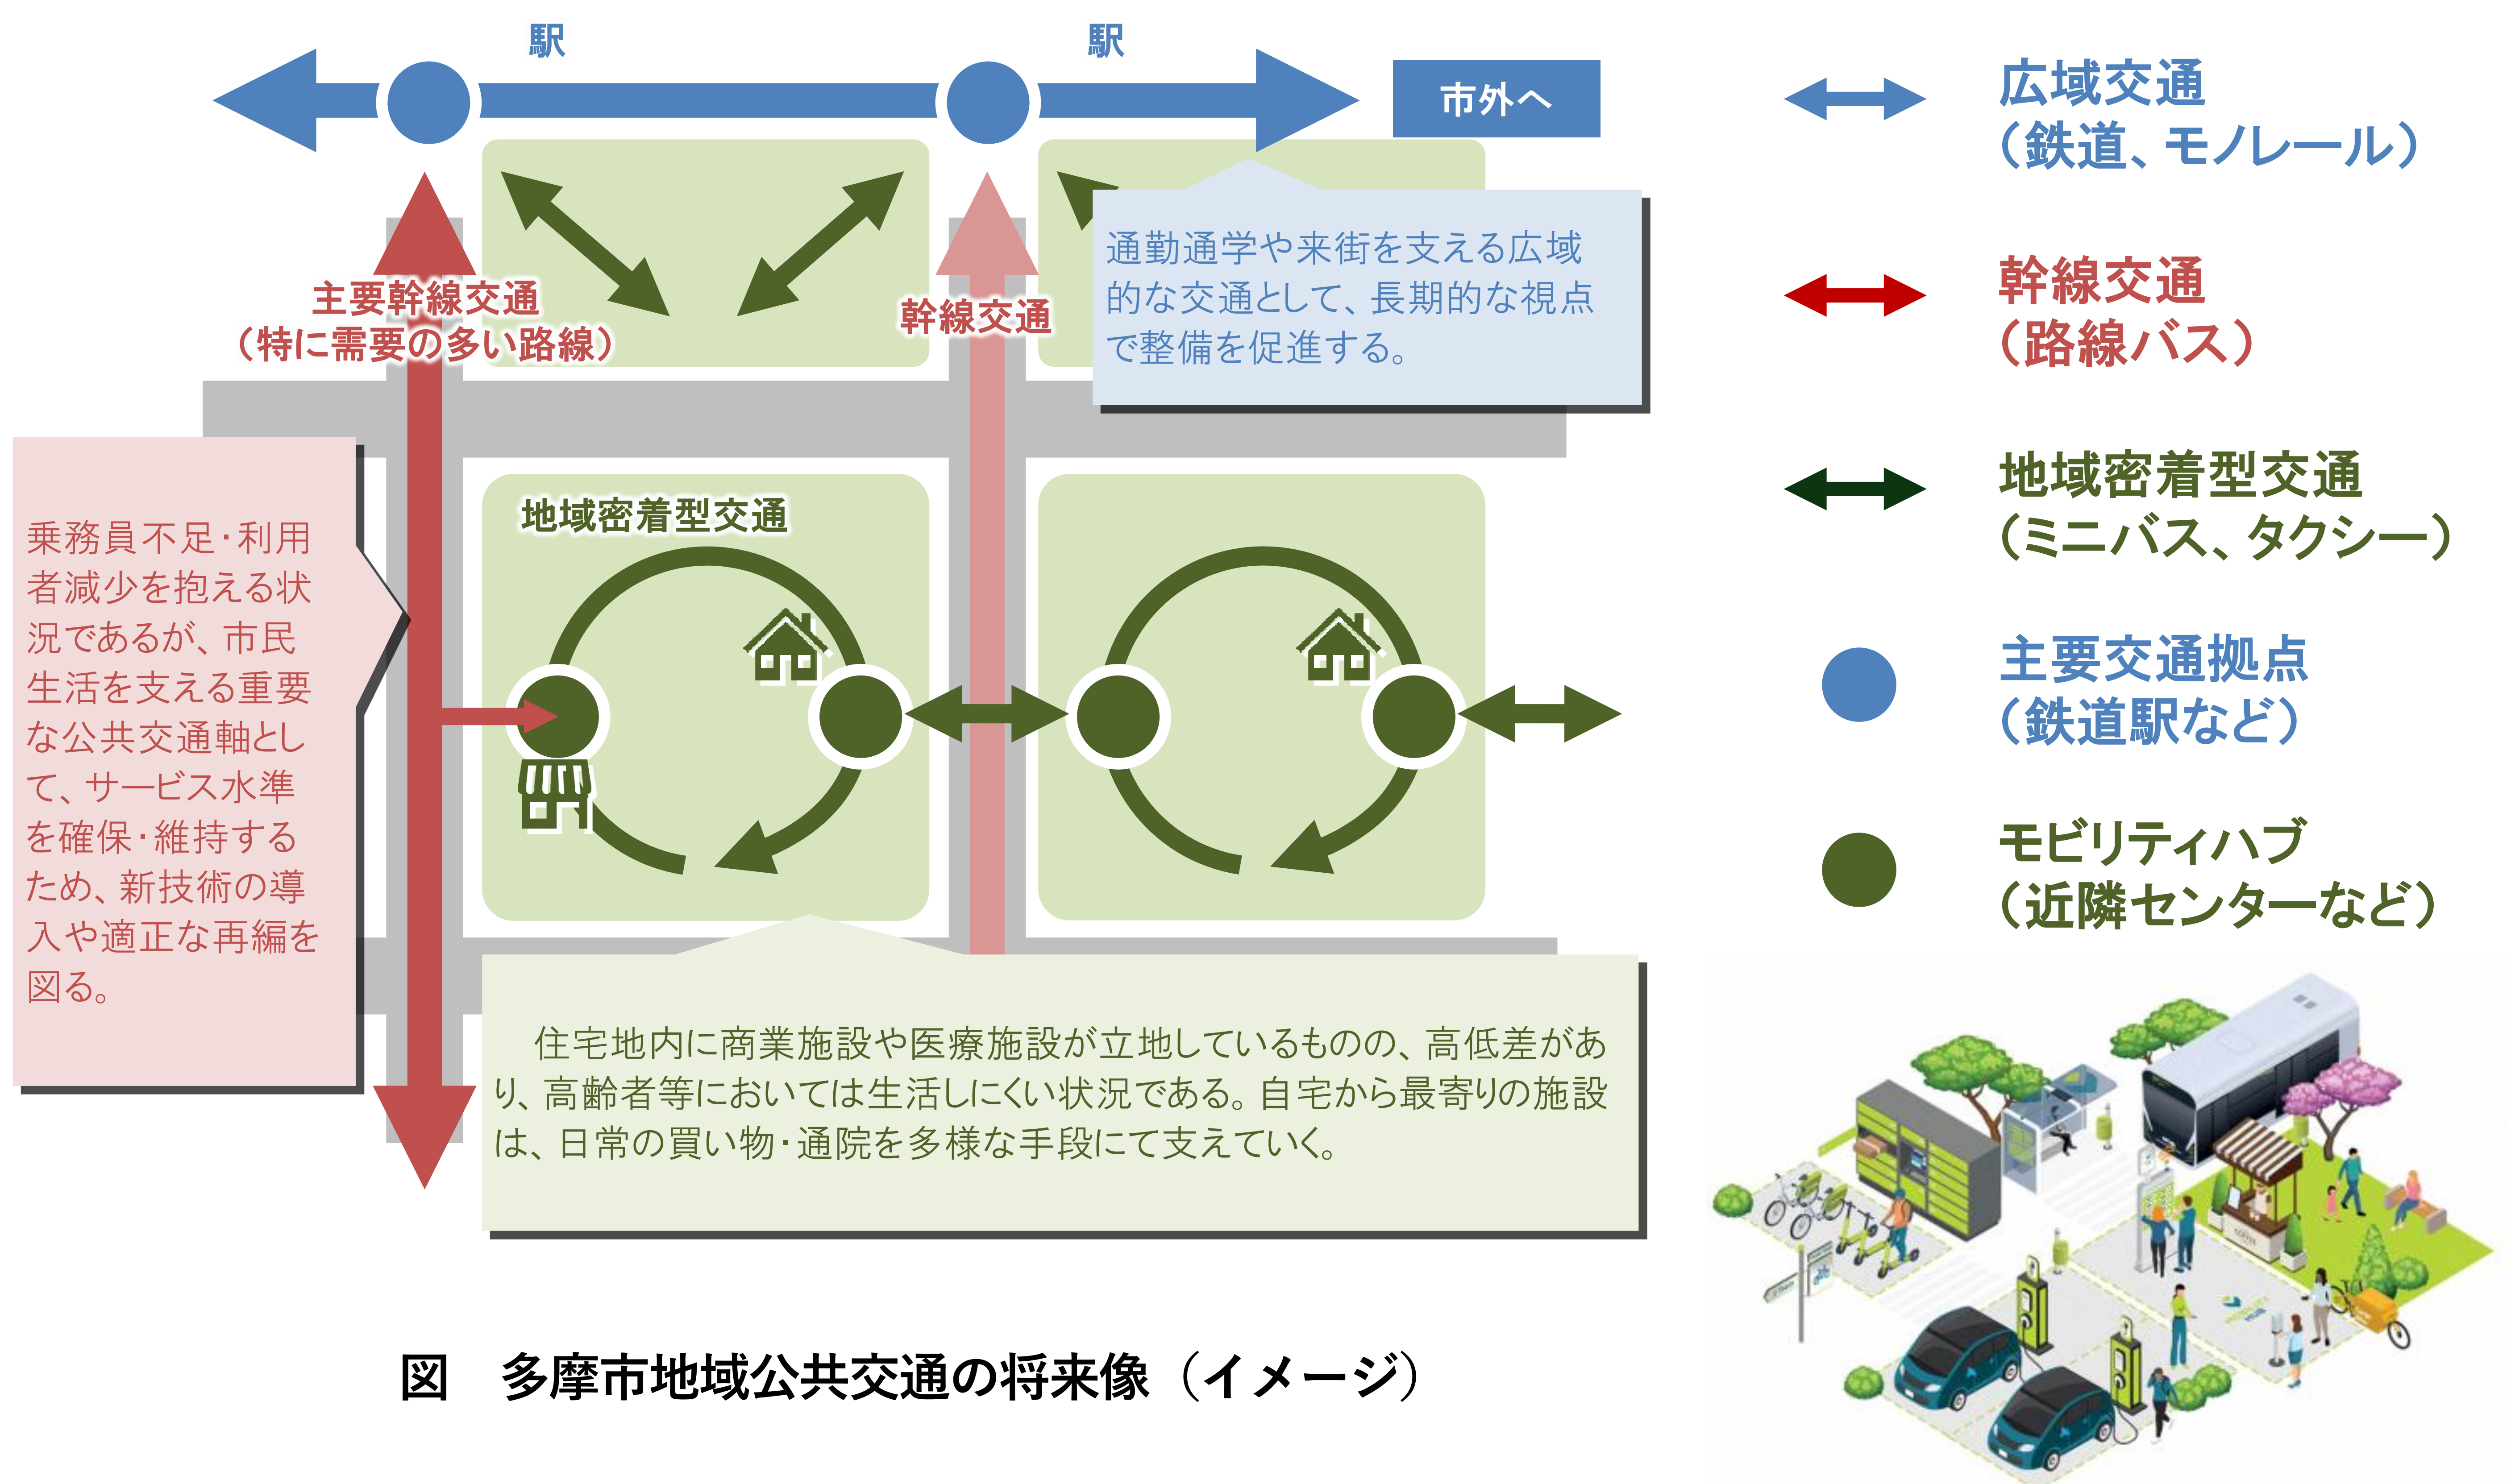 駅
駅
市外へ
主要幹線交通
（特に需要の多い路線）
幹線交通
通勤通学や来街を支える広域
的な交通として、長期的な視点
で整備を促進する。
乗務員不足・利用
者減少を抱える状
況であるが、市民
生活を支える重要
な公共交通軸とし
て、サービス水準
を確保・維持する
ため、新技術の導
入や適正な再編を
図る。
地域密着型交通
住宅地内に商業施設や医療施設が立地しているものの、高低差があ
り、高齢者等においては生活しにくい状況である。自宅から最寄りの施設
は、日常の買い物・通院を多様な手段にて支えていく。
図　多摩市地域公共交通の将来像（イメージ）
広域交通
（鉄道、モノレール）
幹線交通
（路線バス）
地域密着型交通
（ミニバス、タクシー）
主要交通拠点
（鉄道駅など）
モビリティハブ
（近隣センターなど）
COFFEE
HUB